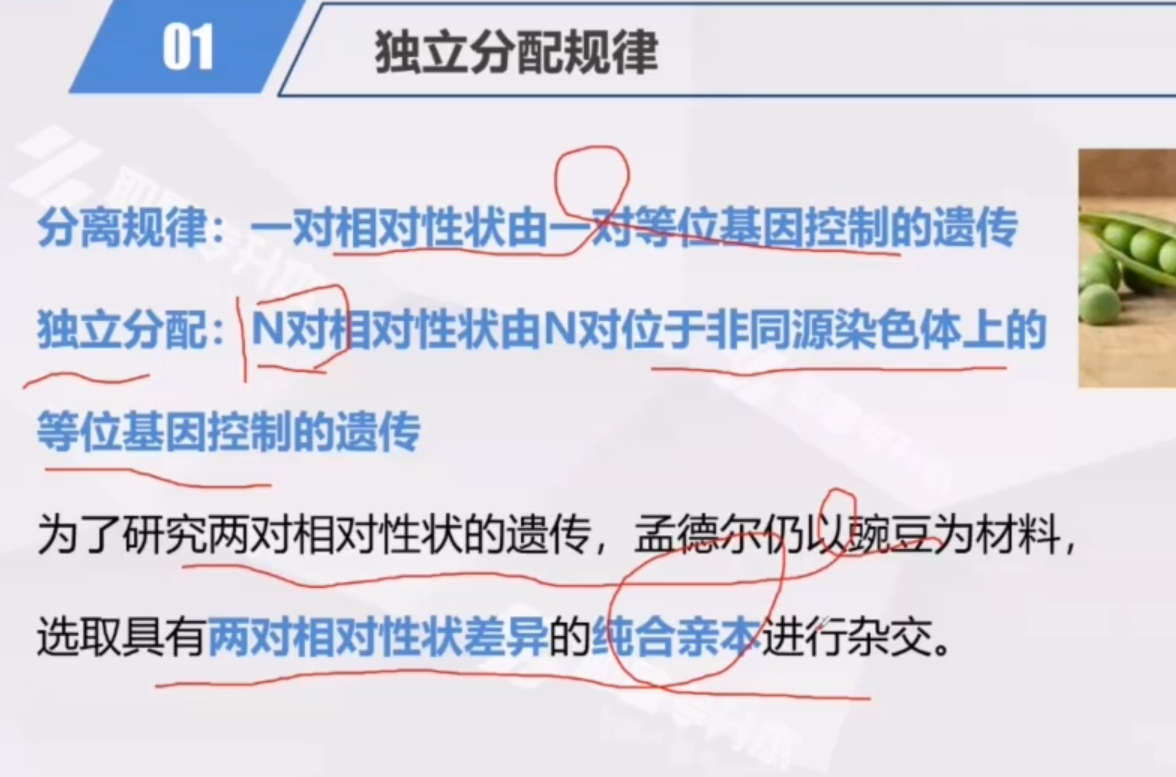 01
独立分配规律
分离规律：一对相对性状由一对等位基因控制的遗传
独立分配：N对相对性状由N对位于非同源染色体上的
等位基因控制的遗传
为了研究两对相对性状的遗传，孟德尔仍以豌豆为材料，
选取具有两对相对性状差异的纯合亲本进行杂交。